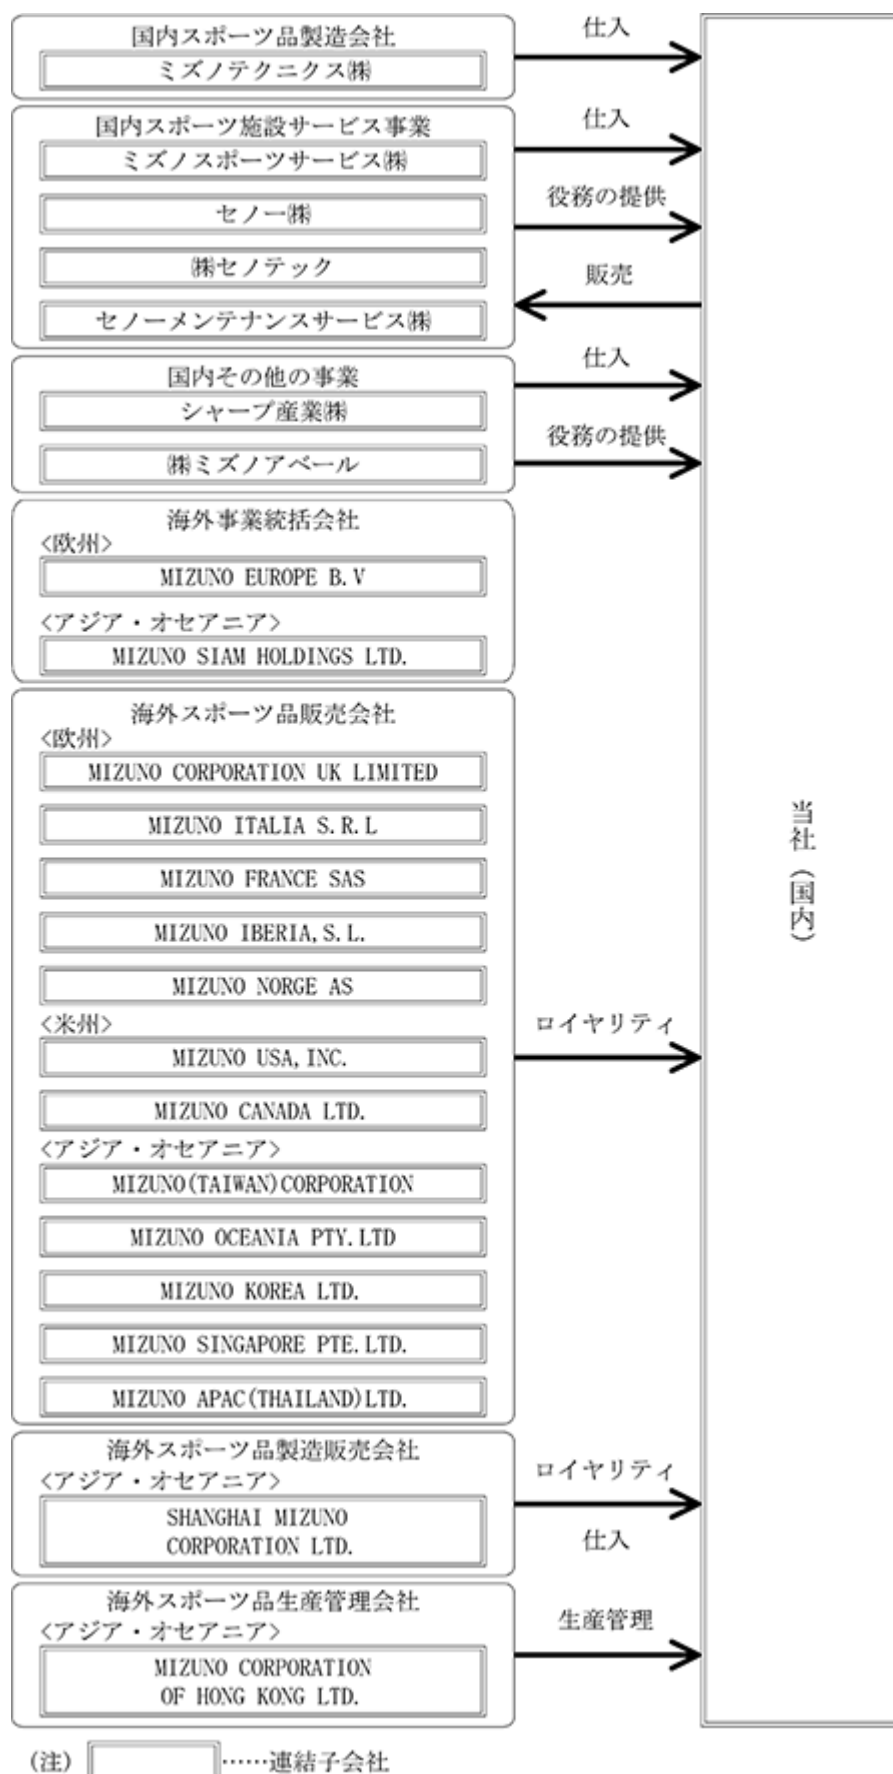 国内スポーツ品製造会社
ミズノテクニクス㈱
仕入
国内スポーツ施設サービス事業
ミズノスポーツサービス㈱
セノー㈱
㈱セノテック
セノーメンテナンスサービス㈱
仕入
役務の提供
販売
国内その他の事業
シャープ産業㈱
㈱ミズノアベール
仕入
役務の提供
海外事業統括会社
<欧州>
MIZUNO EUROPE B.V
<アジア・オセアニア>
MIZUNO SIAM HOLDINGS LTD.
海外スポーツ品販売会社
<欧州>
MIZUNO CORPORATION UK LIMITED
MIZUNO ITALIA S.R.L
MIZUNO FRANCE SAS
MIZUNO IBERIA,S.L.
MIZUNO NORGE AS
<米州>
MIZUNO USA,INC.
MIZUNO CANADA LTD.
<アジア・オセアニア>
MIZUNO(TAIWAN)CORPORATION
MIZUNO OCEANIA PTY.LTD
MIZUNO KOREA LTD.
MIZUNO SINGAPORE PTE.LTD.
MIZUNO APAC(THAILAND)LTD.
ロイヤリティ
海外スポーツ品製造販売会社
<アジア・オセアニア>
SHANGHAI MIZUNO
CORPORATION LTD.
ロイヤリティ
仕入
海外スポーツ品生産管理会社
<アジア・オセアニア>
MIZUNO CORPORATION
OF HONG KONG LTD.
生産管理
当社(国内)
(注) ……連結子会社